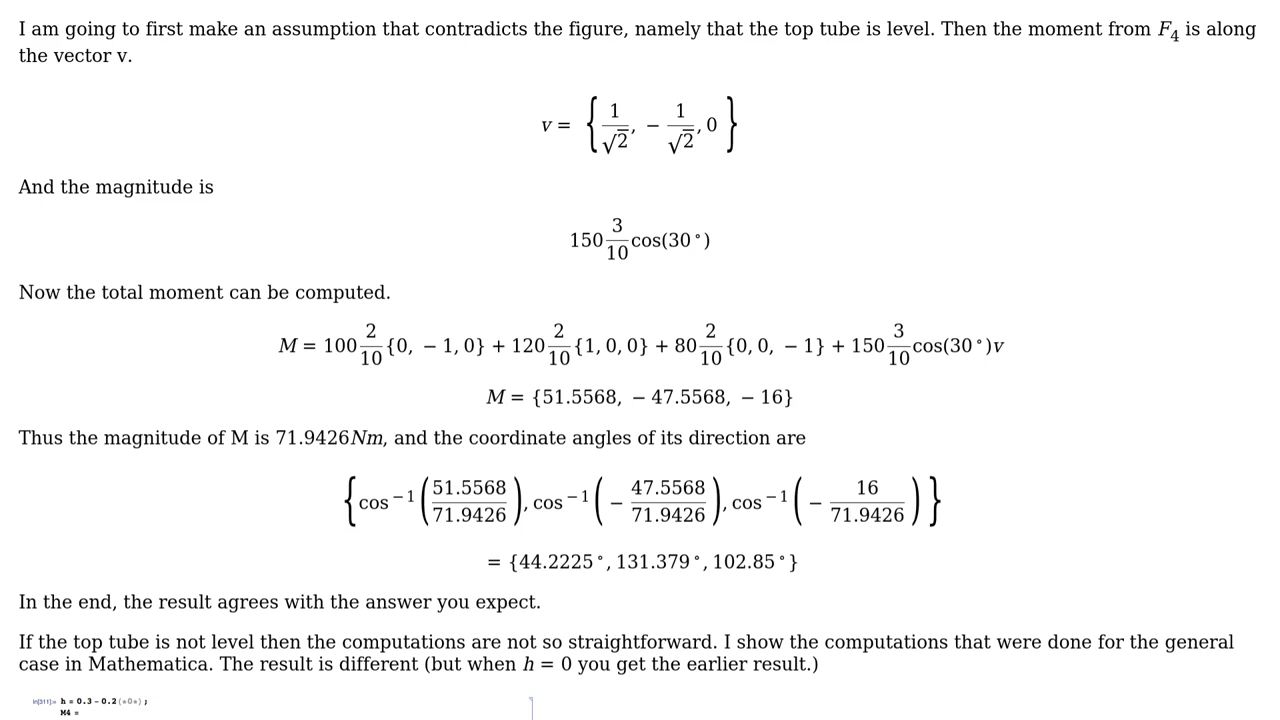 I am going to first make an assumption that contradicts the figure, namely that the top tube is level. Then the moment from F₄ is along
the vector v.
v = {1/√2, − 1/√2, 0}
And the magnitude is
150 3/10 cos(30°)
Now the total moment can be computed.
M = 100 2/10 {0, − 1, 0} + 120 2/10 {1, 0, 0} + 80 2/10 {0, 0, − 1} + 150 3/10 cos(30°)v
M = {51.5568, − 47.5568, − 16}
Thus the magnitude of M is 71.9426Nm, and the coordinate angles of its direction are
{cos⁻¹(51.5568/71.9426), cos⁻¹(− 47.5568/71.9426), cos⁻¹(− 16/71.9426)}
= {44.2225°, 131.379°, 102.85°}
In the end, the result agrees with the answer you expect.
If the top tube is not level then the computations are not so straightforward. I show the computations that were done for the general
case in Mathematica. The result is different (but when h = 0 you get the earlier result.)
In[311]:= h = 0.3 - 0.2 (*0*) ;
M4 =